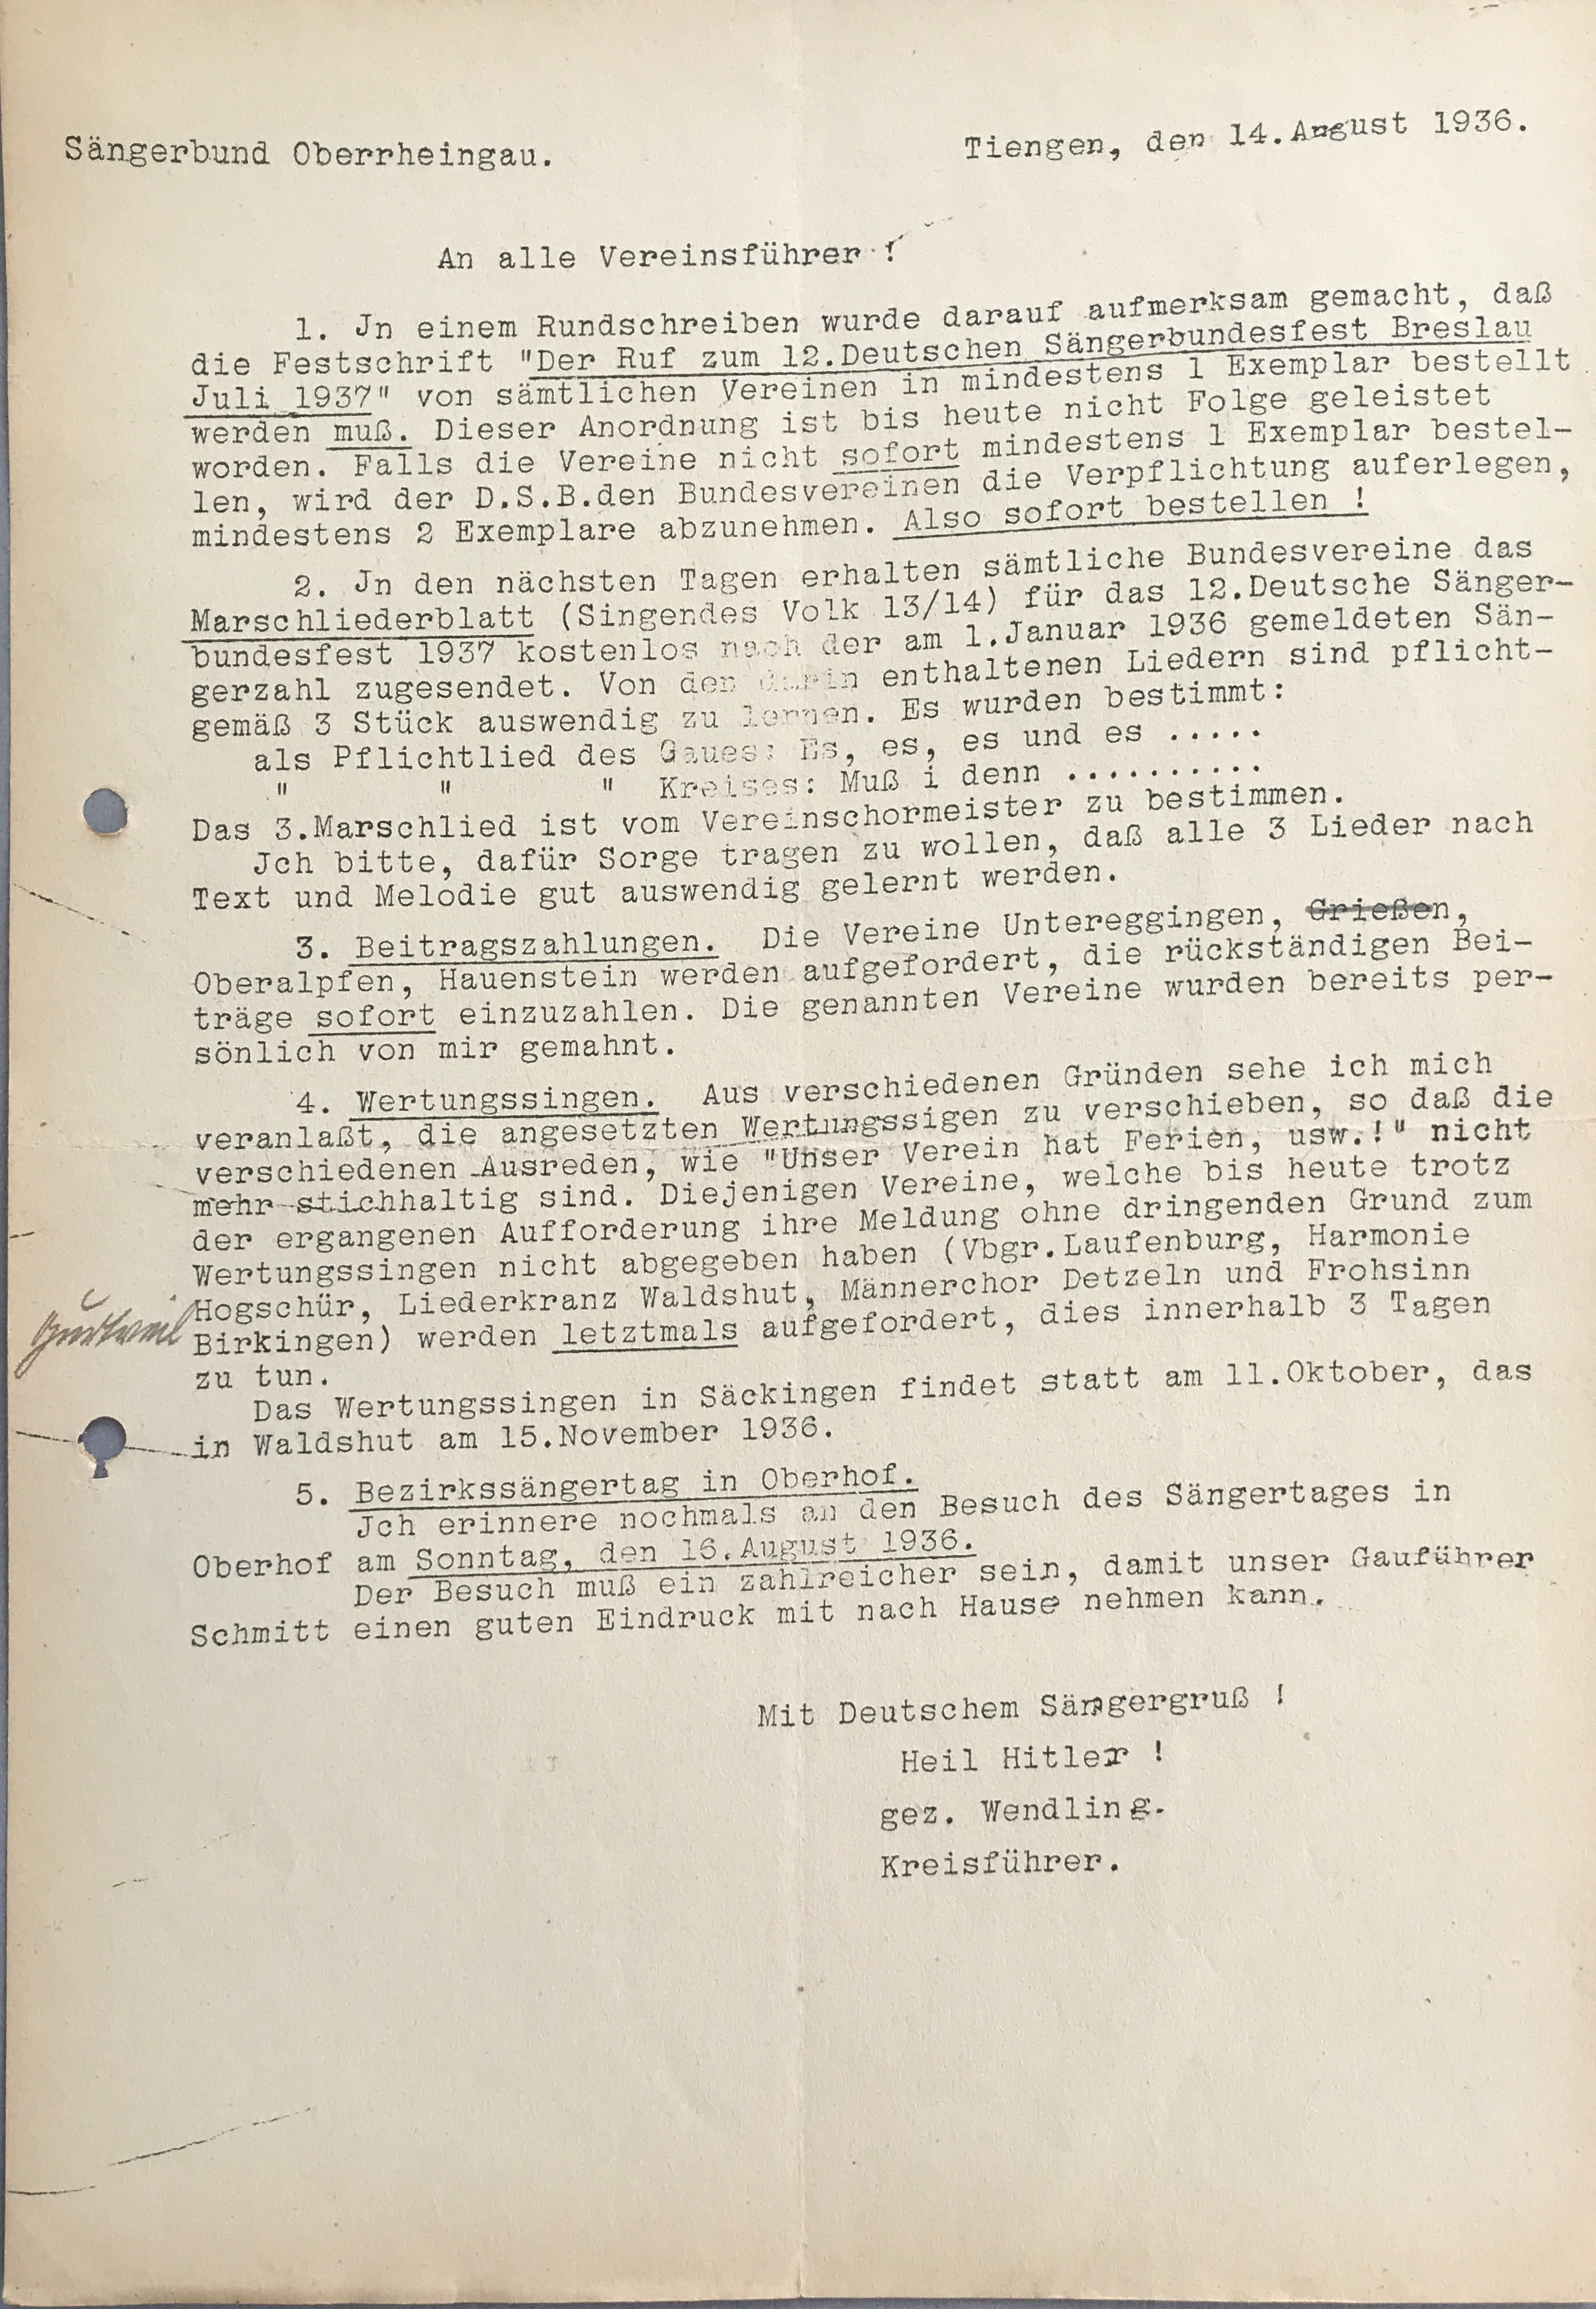 Sängerbund Oberrheingau.
Tiengen, den 14.August 1936.
An alle Vereinsführer !
1. Jn einem Rundschreiben wurde darauf aufmerksam gemacht, daß
die Festschrift "Der Ruf zum 12.Deutschen Sängerbundesfest Breslau
Juli 1937" von sämtlichen Vereinen in mindestens 1 Exemplar bestellt
werden muß. Dieser Anordnung ist bis heute nicht Folge geleistet
worden. Falls die Vereine nicht sofort mindestens 1 Exemplar bestel-
len, wird der D.S.B.den Bundesvereinen die Verpflichtung auferlegen,
mindestens 2 Exemplare abzunehmen. Also sofort bestellen !
2. Jn den nächsten Tagen erhalten sämtliche Bundesvereine das
Marschliederblatt (Singendes Volk 13/14) für das 12.Deutsche Sänger-
bundesfest 1937 kostenlos nach der am 1.Januar 1936 gemeldeten Sän-
gerzahl zugesendet. Von den darin enthaltenen Liedern sind pflicht-
gemäß 3 Stück auswendig zu lernen. Es wurden bestimmt:
als Pflichtlied des Gaues: Es, es, es und es .....
" " " Kreises: Muß i denn ..........
Das 3.Marschlied ist vom Vereinschormeister zu bestimmen.
Jch bitte, dafür Sorge tragen zu wollen, daß alle 3 Lieder nach
Text und Melodie gut auswendig gelernt werden.
3. Beitragszahlungen. Die Vereine Untereggingen, Grießen,
Oberalpfen, Hauenstein werden aufgefordert, die rückständigen Bei-
träge sofort einzuzahlen. Die genannten Vereine wurden bereits per-
sönlich von mir gemahnt.
4. Wertungssingen. Aus verschiedenen Gründen sehe ich mich
veranlaßt, die angesetzten Wertungssigen zu verschieben, so daß die
verschiedenen Ausreden, wie "Unser Verein hat Ferien, usw.!" nicht
mehr stichhaltig sind. Diejenigen Vereine, welche bis heute trotz
der ergangenen Aufforderung ihre Meldung ohne dringenden Grund zum
Wertungssingen nicht abgegeben haben (Vbgr.Laufenburg, Harmonie
Hogschür, Liederkranz Waldshut, Männerchor Detzeln und Frohsinn
Gurtweil
Birkingen) werden letztmals aufgefordert, dies innerhalb 3 Tagen
zu tun.
Das Wertungssingen in Säckingen findet statt am 11.Oktober, das
in Waldshut am 15.November 1936.
5. Bezirkssängertag in Oberhof.
Jch erinnere nochmals an den Besuch des Sängertages in
Oberhof am Sonntag, den 16.August 1936.
Der Besuch muß ein zahlreicher sein, damit unser Gauführer
Schmitt einen guten Eindruck mit nach Hause nehmen kann.
Mit Deutschem Sängergruß !
Heil Hitler !
gez. Wendling.
Kreisführer.